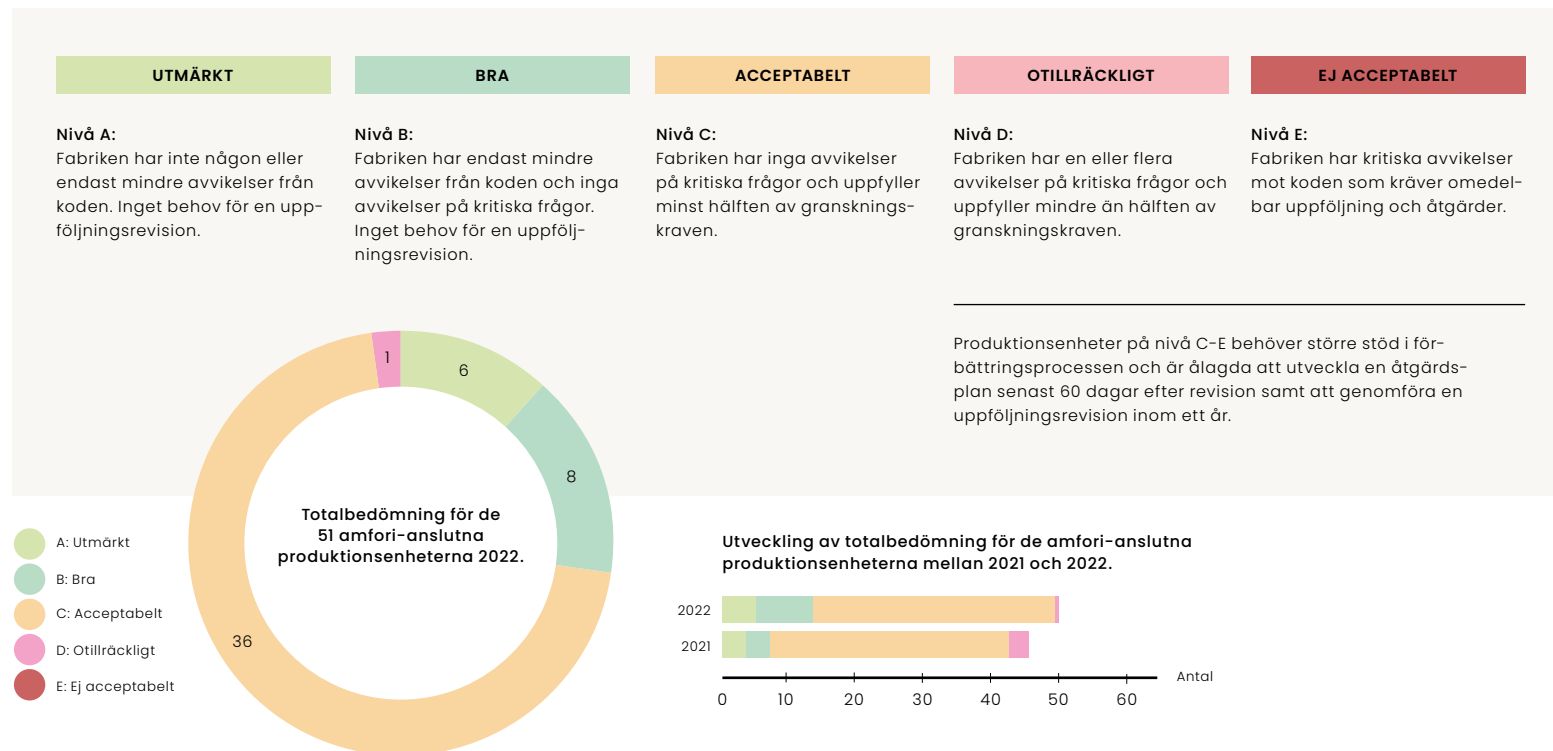 UTMÄRKT
BRA
ACCEPTABELT
OTILLRÄCKLIGT
EJ ACCEPTABELT
Nivå A:
Fabriken har inte någon eller
endast mindre avvikelser från
koden. Inget behov för en upp-
följningsrevision.
Nivå B:
Fabriken har endast mindre
avvikelser från koden och inga
avvikelser på kritiska frågor.
Inget behov för en uppfölj-
ningsrevision.
Nivå C:
Fabriken har inga avvikelser
på kritiska frågor och uppfyller
minst hälften av gransknings-
kraven.
Nivå D:
Fabriken har en eller flera
avvikelser på kritiska frågor och
uppfyller mindre än hälften av
granskningskraven.
Nivå E:
Fabriken har kritiska avvikelser
mot koden som kräver omedel-
bar uppföljning och åtgärder.
Produktionsenheter på nivå C-E behöver större stöd i för-
bättringsprocessen och är ålagda att utveckla en åtgärds-
plan senast 60 dagar efter revision samt att genomföra en
uppföljningsrevision inom ett år.
1
6
8
36
Totalbedömning för de
51 amfori-anslutna
produktionsenheterna 2022.
A: Utmärkt
B: Bra
C: Acceptabelt
D: Otillräckligt
E: Ej acceptabelt
Utveckling av totalbedömning för de amfori-anslutna
produktionsenheterna mellan 2021 och 2022.
2022
2021
Antal
0 10 20 30 40 50 60